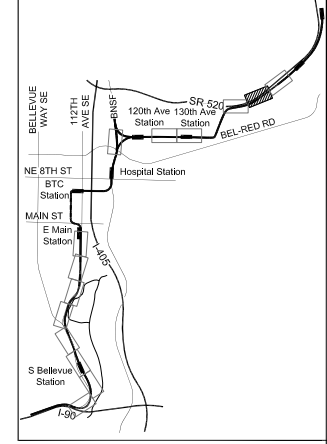 BELLEVUE
WAY SE
112TH
AVE SE
BNSF
120th Ave
Station
130th Ave
Station
SR 520
BEL-RED RD
NE 8TH ST
Hospital Station
BTC
Station
MAIN ST
E Main
Station
I-405
S Bellevue
Station
I-90